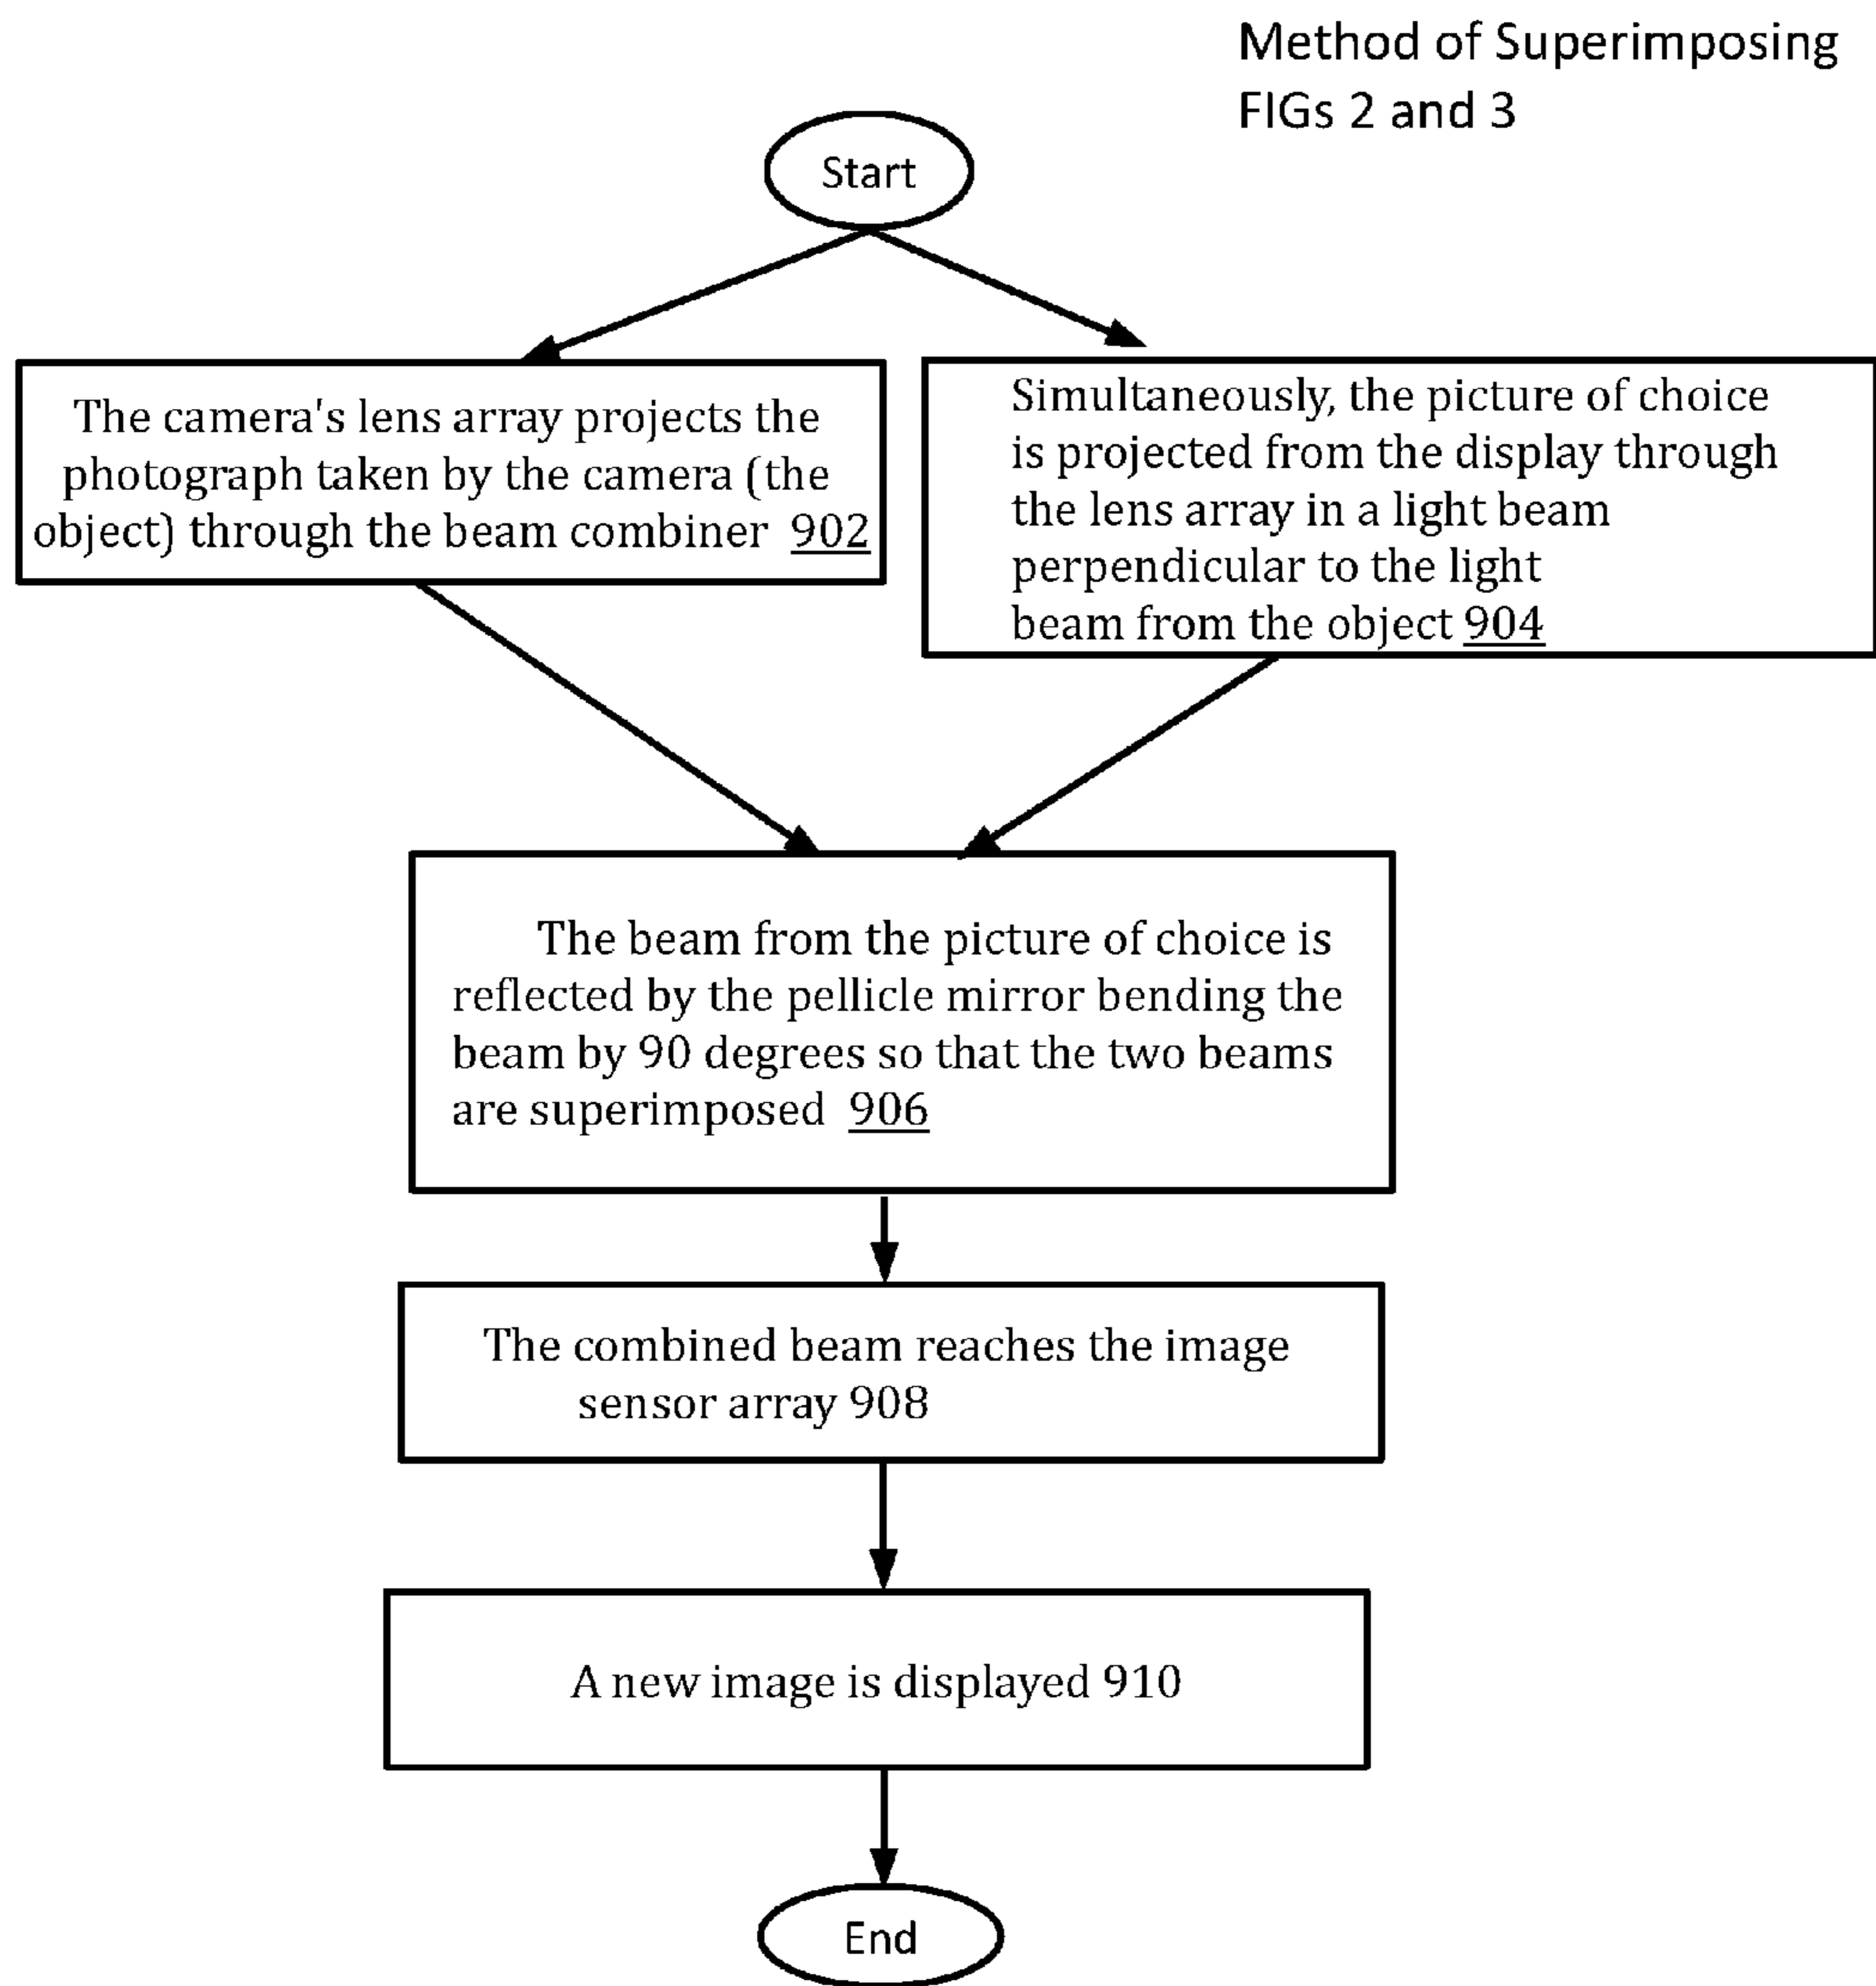 Method of Superimposing
FIGs 2 and 3
Start
The camera's lens array projects the
photograph taken by the camera (the
object) through the beam combiner 902
Simultaneously, the picture of choice
is projected from the display through
the lens array in a light beam
perpendicular to the light
beam from the object 904
The beam from the picture of choice is
reflected by the pellicle mirror bending the
beam by 90 degrees so that the two beams
are superimposed 906
The combined beam reaches the image
sensor array 908
A new image is displayed 910
End